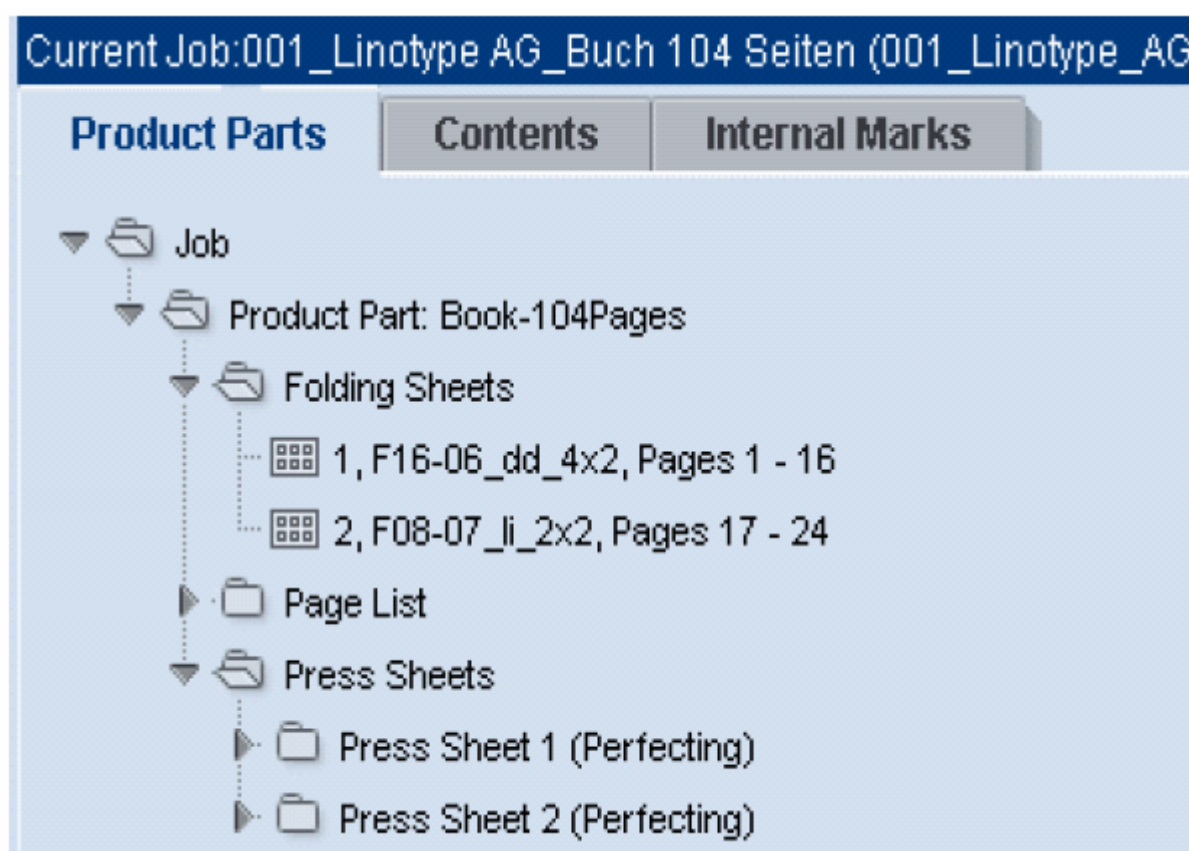 Current Job:001_Linotype AG_Buch 104 Seiten (001_Linotype_AG
Product Parts Contents Internal Marks
Job
Product Part: Book-104Pages
Folding Sheets
1, F16-06_dd_4x2, Pages 1 - 16
2, F08-07_li_2x2, Pages 17 - 24
Page List
Press Sheets
Press Sheet 1 (Perfecting)
Press Sheet 2 (Perfecting)